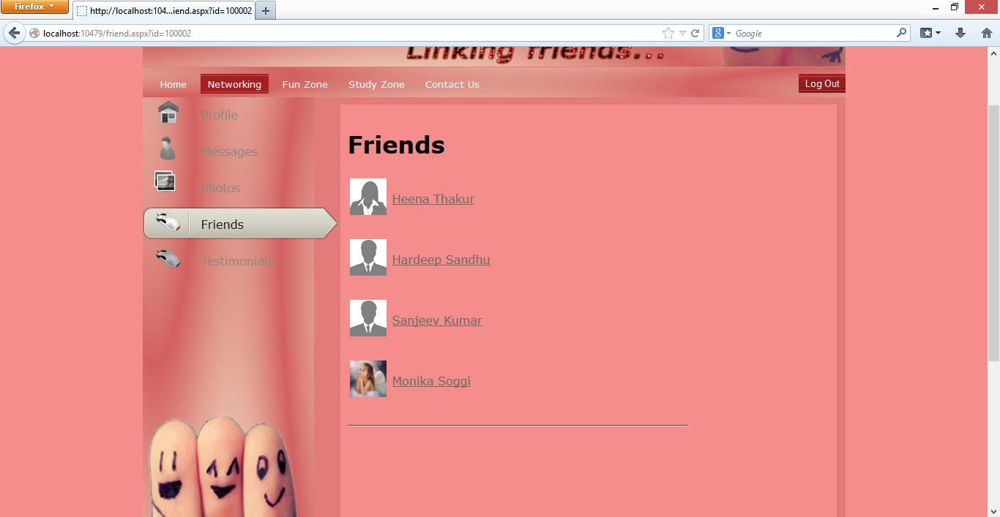 Firefox
http://localhost:104...iend.aspx?id=100002
localhost:10479/friend.aspx?id=100002
Google
Linking friends...
Home Networking Fun Zone Study Zone Contact Us Log Out
Profile
Messages
Photos
Friends
Testimonials
Friends
Heena Thakur
Hardeep Sandhu
Sanjeev Kumar
Monika Soggi